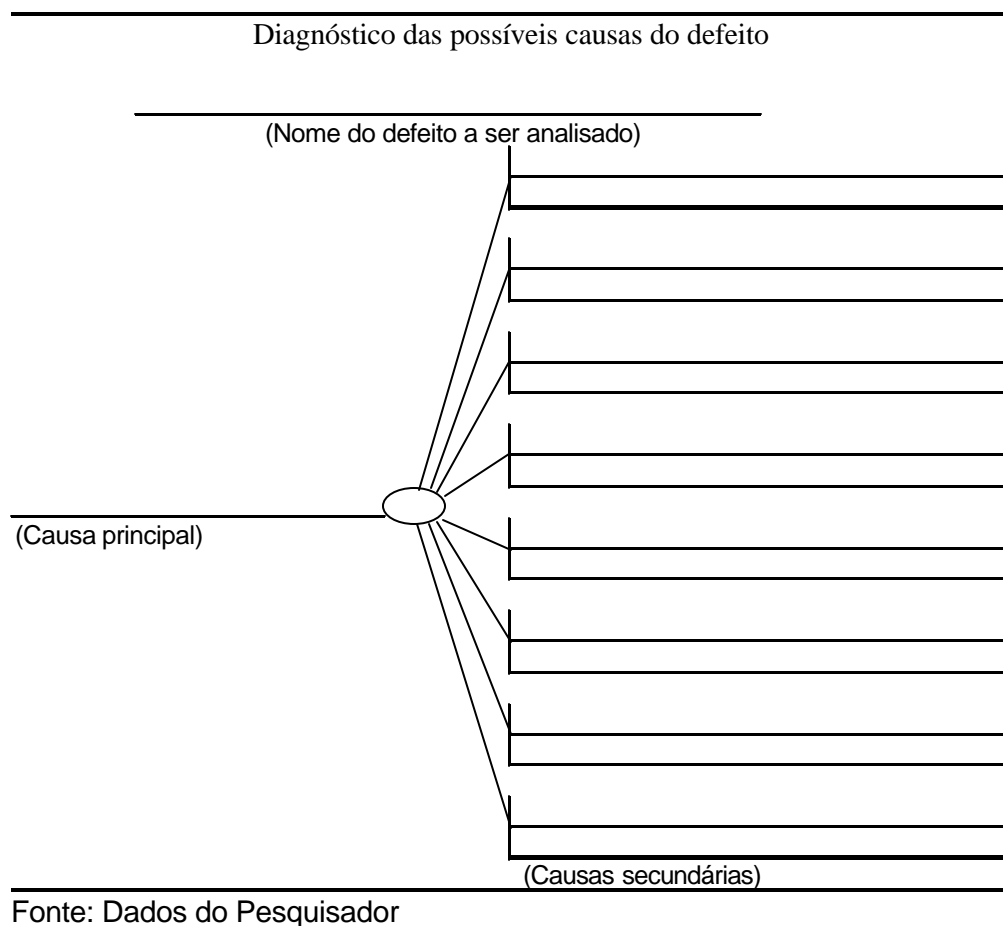 Diagnóstico das possíveis causas do defeito
(Nome do defeito a ser analisado)
(Causa principal)
(Causas secundárias)
Fonte: Dados do Pesquisador